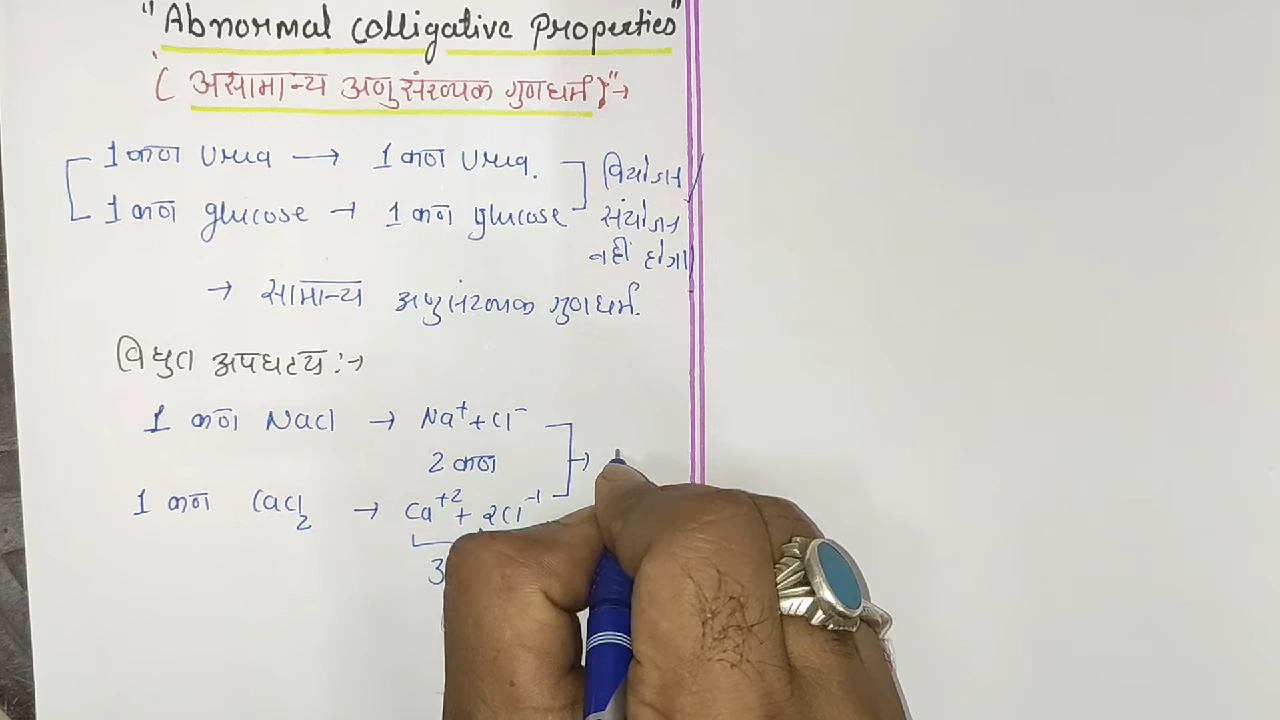 "Abnormal Colligative Properties"
( असामान्य अणुसंख्यक गुणधर्म )"→
1 कण Urea → 1 कण Urea.
वियोजन/
1 कण glucose → 1 कण glucose
संयोजन
नहीं होगा
→ सामान्य अणुसंख्यक गुणधर्म.
विधुत अपघटय :→
1 कण NaCl → Na⁺ + Cl⁻
2 कण
→
1 कण CaCl₂ → Ca⁺² + 2Cl⁻¹
3